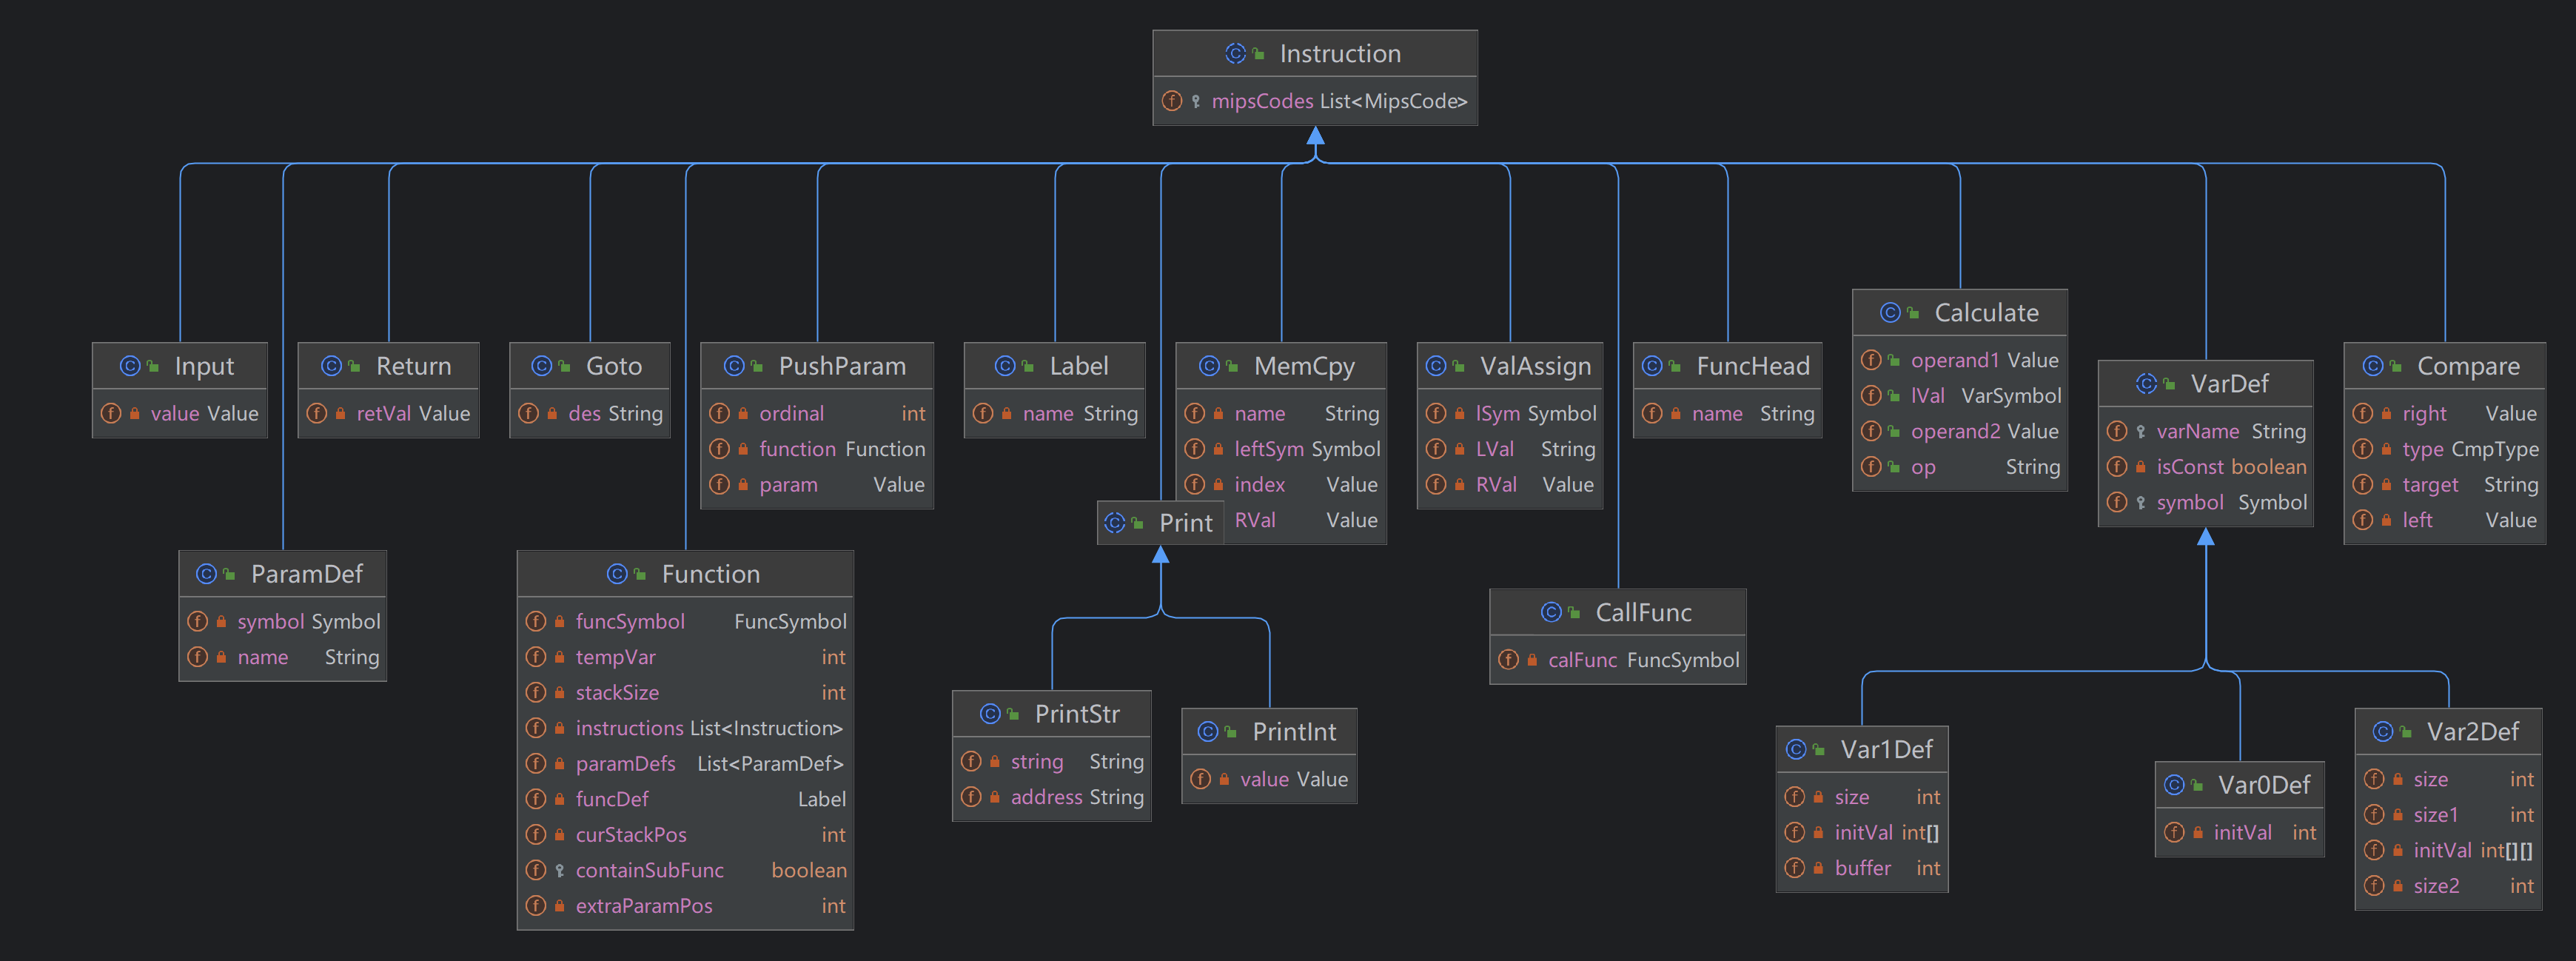 Instruction
mipsCodes List<MipsCode>
Input
value Value
Return
retVal Value
Goto
des String
PushParam
ordinal int
function Function
param Value
Label
name String
MemCpy
name String
leftSym Symbol
index Value
RVal Value
ValAssign
lSym Symbol
LVal String
RVal Value
FuncHead
name String
Calculate
operand1 Value
lVal VarSymbol
operand2 Value
op String
VarDef
varName String
isConst boolean
symbol Symbol
Compare
right Value
type CmpType
target String
left Value
Print
ParamDef
symbol Symbol
name String
Function
funcSymbol FuncSymbol
tempVar int
stackSize int
instructions List<Instruction>
paramDefs List<ParamDef>
funcDef Label
curStackPos int
containSubFunc boolean
extraParamPos int
CallFunc
calFunc FuncSymbol
PrintStr
string String
address String
PrintInt
value Value
Var1Def
size int
initVal int[]
buffer int
Var0Def
initVal int
Var2Def
size int
size1 int
initVal int[][]
size2 int